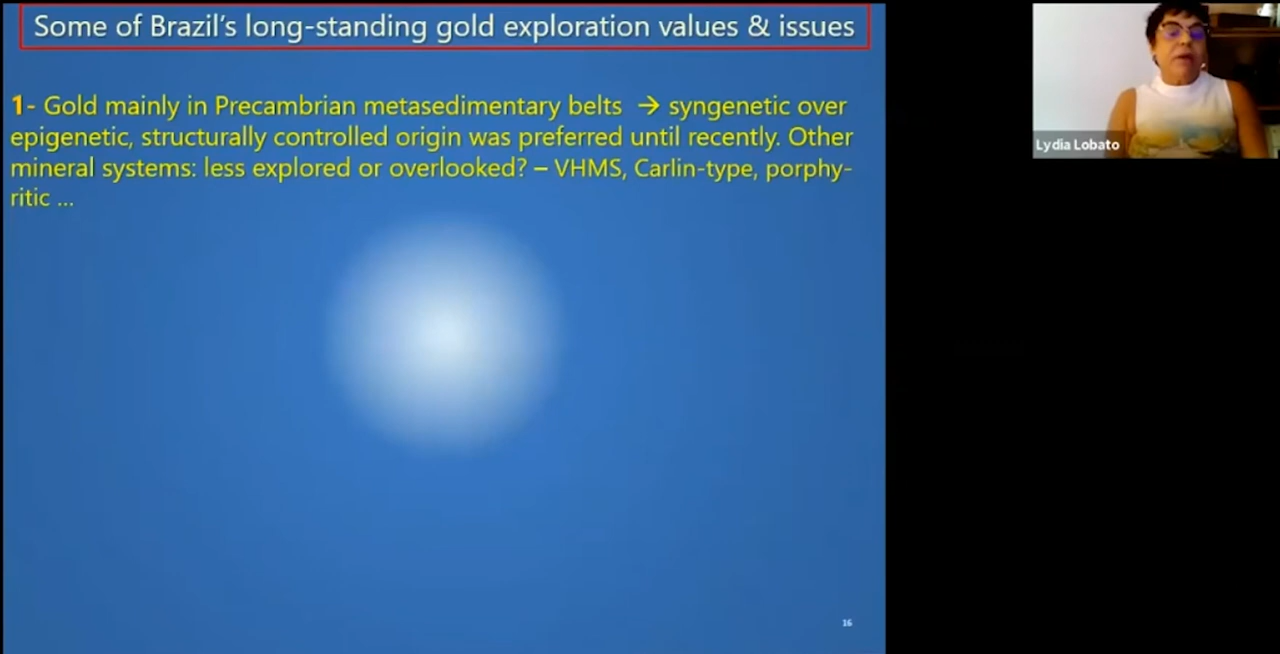 Some of Brazil's long-standing gold exploration values & issues
1- Gold mainly in Precambrian metasedimentary belts → syngenetic over
epigenetic, structurally controlled origin was preferred until recently. Other
mineral systems: less explored or overlooked? – VHMS, Carlin-type, porphy-
ritic ...
Lydia Lobato
16